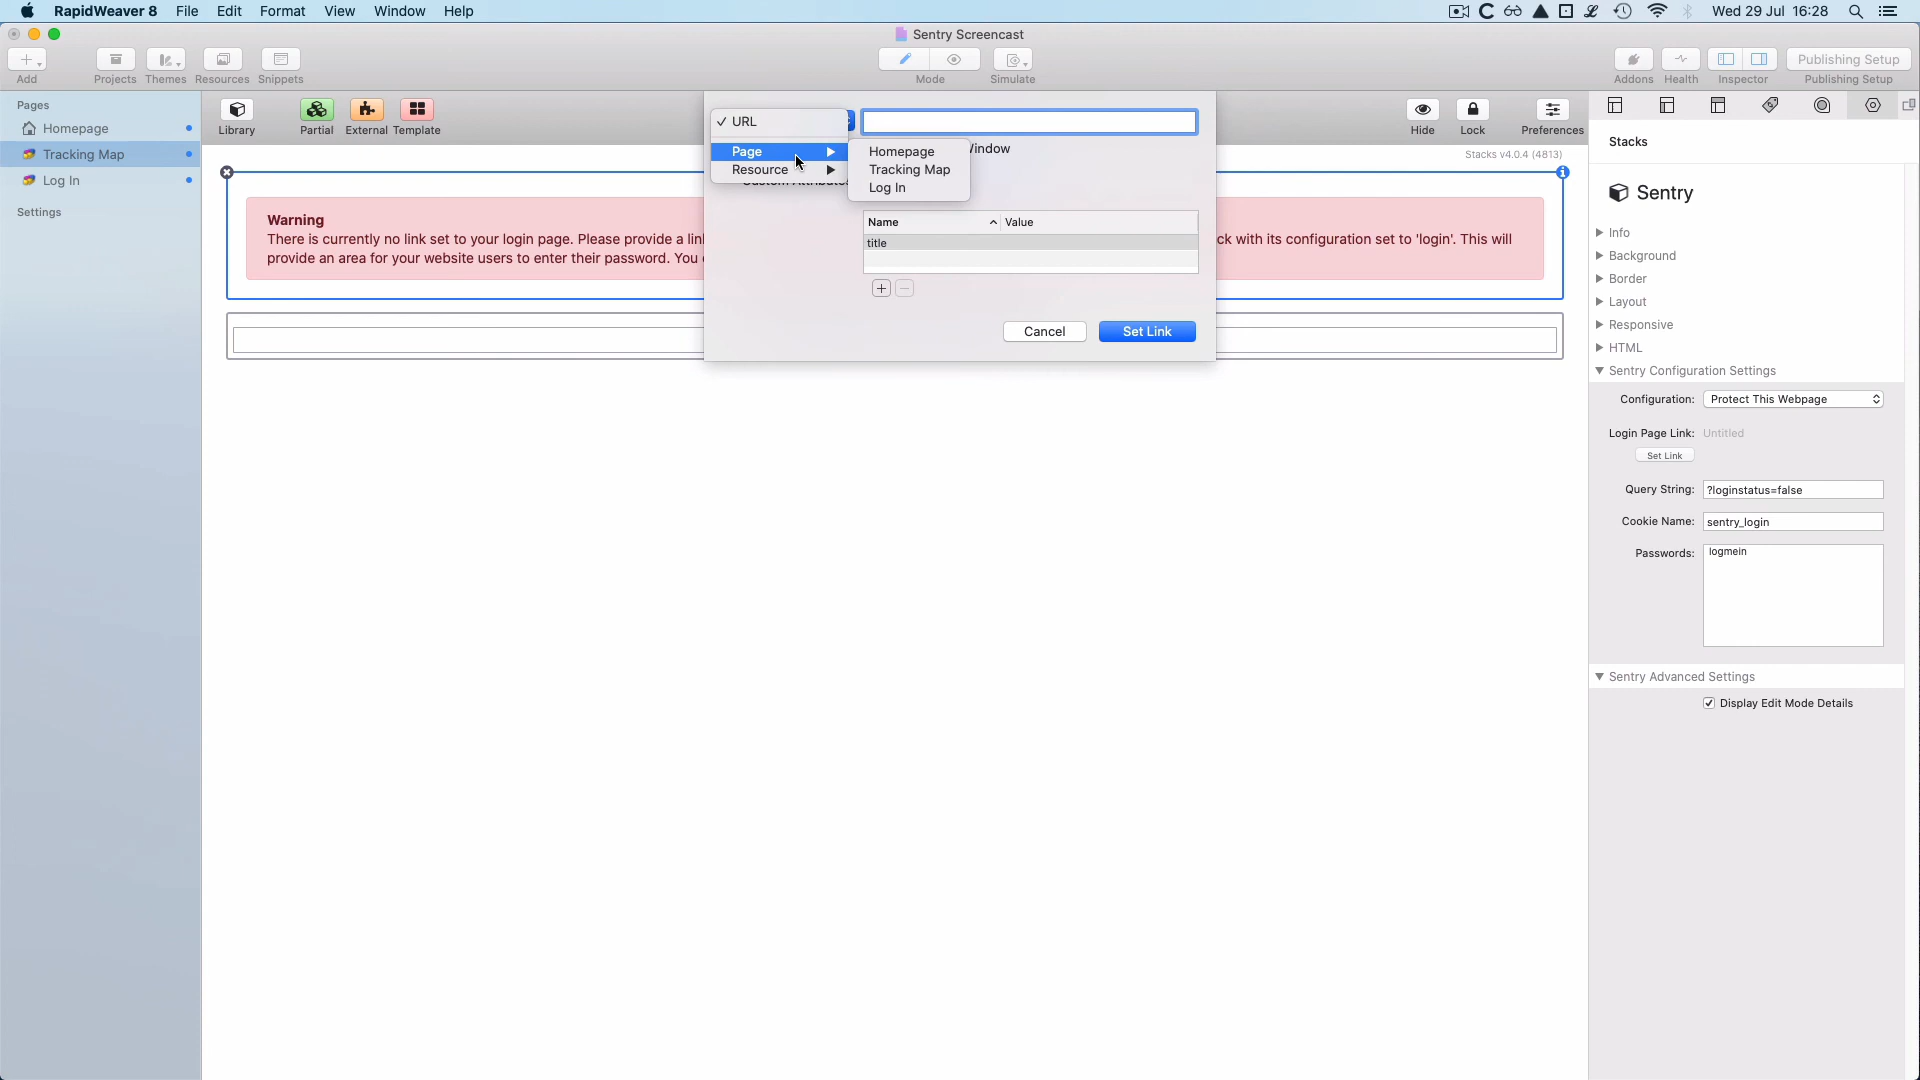 RapidWeaver 8 File Edit Format View Window Help
Wed 29 Jul 16:28
Sentry Screencast
Add Projects Themes Resources Snippets
Mode Simulate
Publishing Setup
Addons Health Inspector Publishing Setup
Pages
Homepage
Tracking Map
Log In
Settings
Library Partial External Template
Hide Lock Preferences
Stacks v4.0.4 (4813)
URL
Page
Resource
Homepage
Tracking Map
Log In
Window
Custom Attributes
Name Value
title
Cancel Set Link
Warning
There is currently no link set to your login page. Please provide a
ck with its configuration set to 'login'. This will
provide an area for your website users to enter their password. You
Stacks
Sentry
Info
Background
Border
Layout
Responsive
HTML
Sentry Configuration Settings
Configuration: Protect This Webpage
Login Page Link: Untitled
Set Link
Query String: ?loginstatus=false
Cookie Name: sentry_login
Passwords: logmein
Sentry Advanced Settings
Display Edit Mode Details